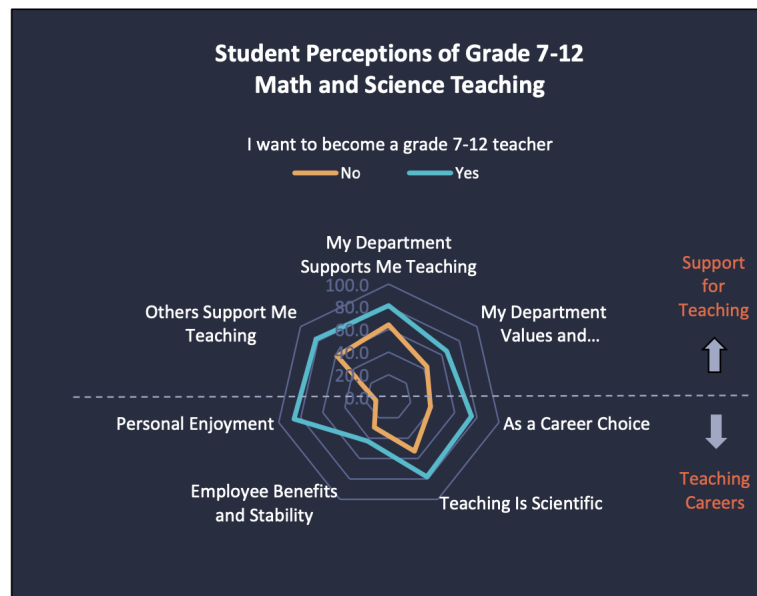 Student Perceptions of Grade 7-12
Math and Science Teaching
I want to become a grade 7-12 teacher
No
Yes
My Department
Supports Me Teaching
100.0
80.0
60.0
40.0
20.0
0.0
My Department
Values and...
As a Career Choice
Teaching Is Scientific
Employee Benefits
and Stability
Personal Enjoyment
Others Support Me
Teaching
Support
for
Teaching
Teaching
Careers